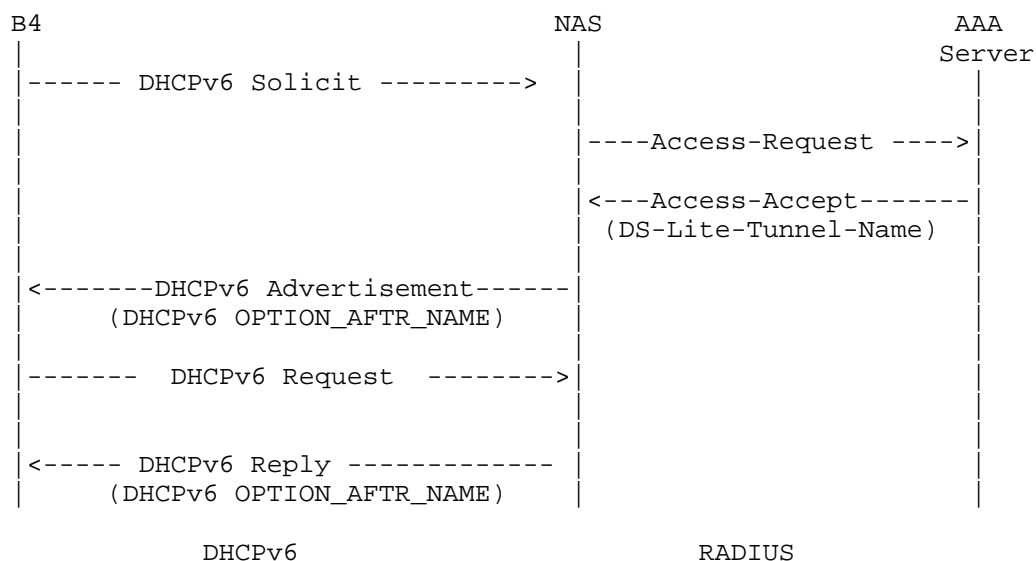 B4                                  NAS                       AAA
|                                    |                       Server
|------ DHCPv6 Solicit --------->    |                          |
|                                    |                          |
|                                    |----Access-Request ---->|
|                                    |                          |
|                                    |<---Access-Accept-------|
|                                    | (DS-Lite-Tunnel-Name)  |
|                                    |                          |
|<-------DHCPv6 Advertisement------|
|     (DHCPv6 OPTION_AFTR_NAME)      |                          |
|                                    |                          |
|-------  DHCPv6 Request  -------->|                          |
|                                    |                          |
|                                    |                          |
|<----- DHCPv6 Reply -------------   |                          |
|     (DHCPv6 OPTION_AFTR_NAME)      |                          |
DHCPv6                         RADIUS